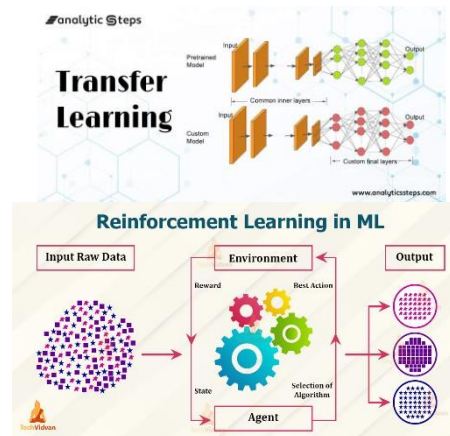 analytic Steps
Transfer
Learning
Pretrained
Model
Input
Output
Common inner layers
Custom
Model
Input
Output
Custom final layers
www.analyticssteps.com
Reinforcement Learning in ML
Input Raw Data
Environment
Output
Reward
Best Action
State
Selection of
Algorithm
Agent
TechVidvan